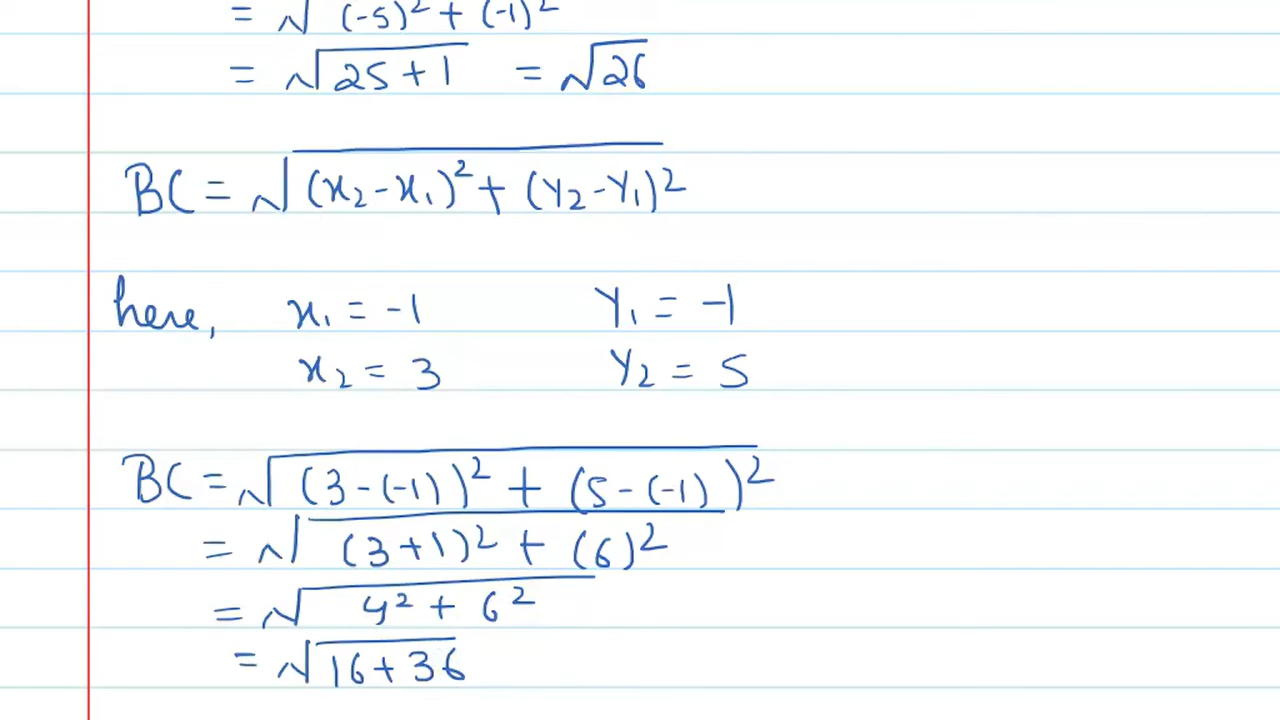 = √(-5)² + (-1)²
= √25 + 1 = √26
BC = √(x₂ - x₁)² + (Y₂ - Y₁)²
here, x₁ = -1 Y₁ = -1
x₂ = 3 Y₂ = 5
BC = √(3 - (-1))² + (5 - (-1))²
= √(3 + 1)² + (6)²
= √4² + 6²
= √16 + 36